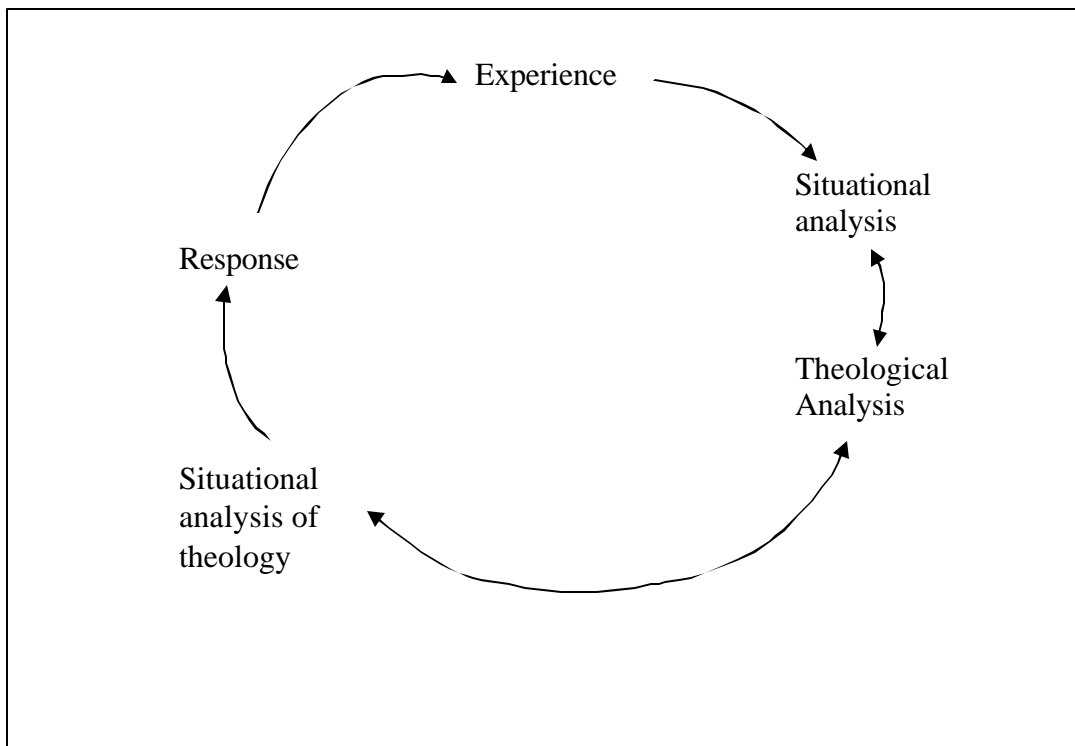 Experience
Situational
analysis
Response
Theological
Analysis
Situational
analysis of
theology